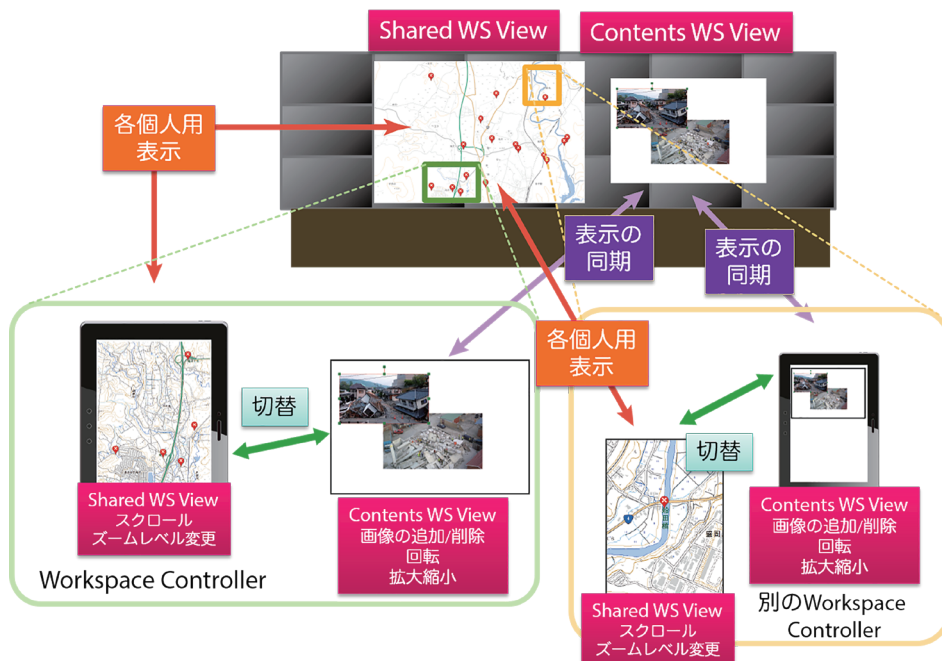 Shared WS View
Contents WS View
各個人用
表示
表示の
同期
表示の
同期
各個人用
表示
切替
Shared WS View
スクロール
ズームレベル変更
Contents WS View
画像の追加/削除
回転
拡大縮小
Workspace Controller
切替
Contents WS View
画像の追加/削除
回転
拡大縮小
Shared WS View
スクロール
ズームレベル変更
別のWorkspace
Controller